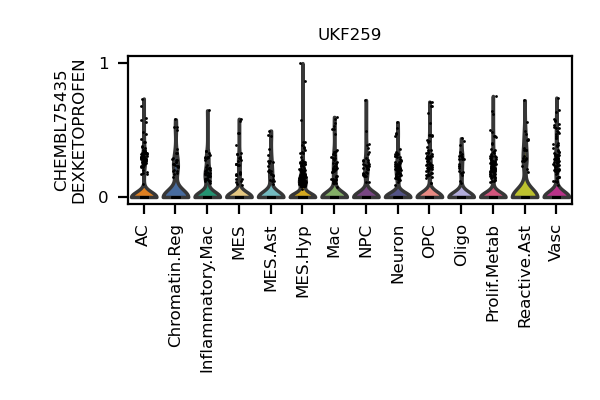 UKF259
CHEMBL75435
DEXKETOPROFEN
1
0
AC
Chromatin.Reg
Inflammatory.Mac
MES
MES.Ast
MES.Hyp
Mac
NPC
Neuron
OPC
Oligo
Prolif.Metab
Reactive.Ast
Vasc